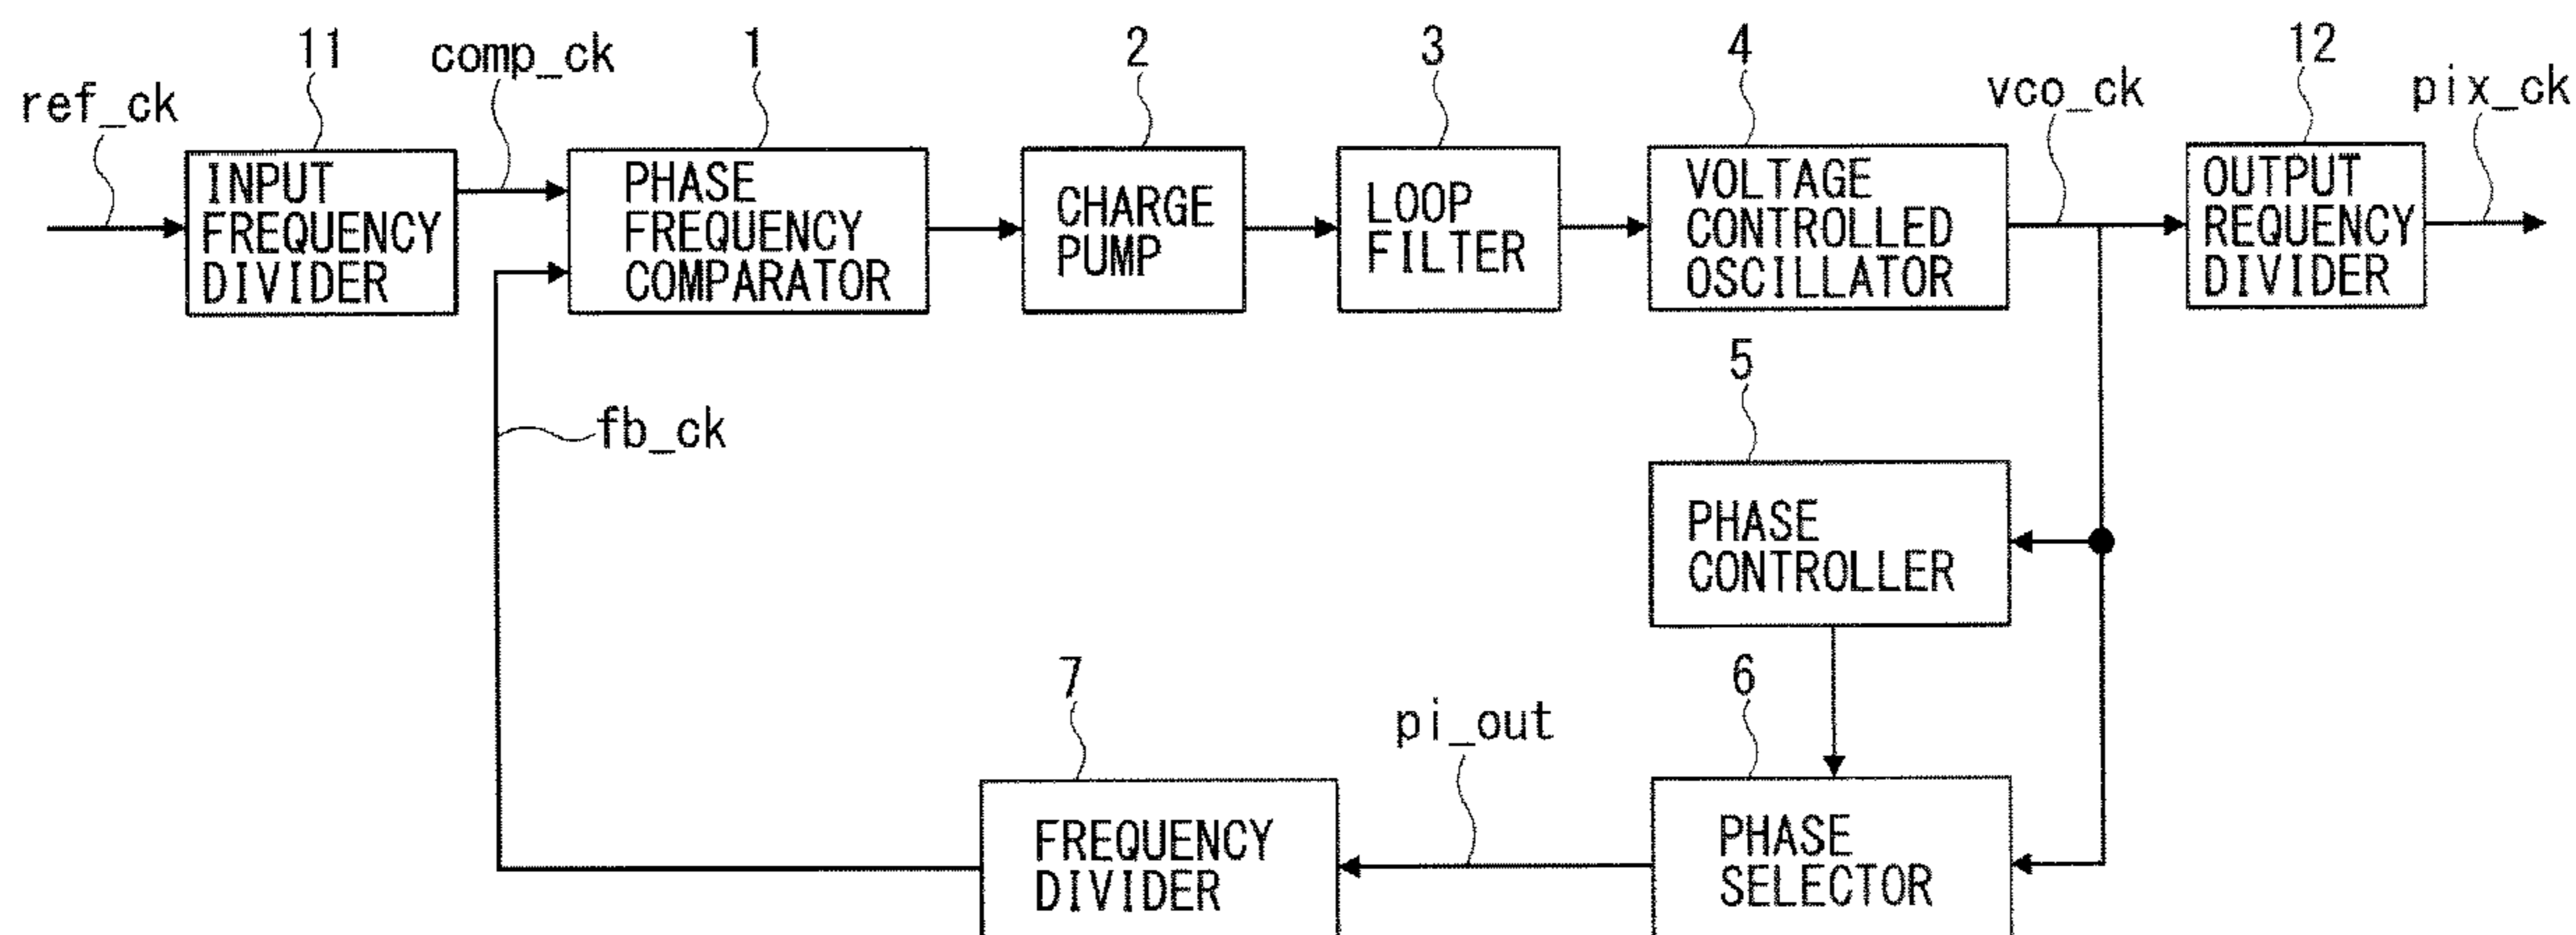 11
comp_ck
1
2
3
4
12
ref_ck
vco_ck
pix_ck
INPUT
FREQUENCY
DIVIDER
PHASE
FREQUENCY
COMPARATOR
CHARGE
PUMP
LOOP
FILTER
VOLTAGE
CONTROLLED
OSCILLATOR
OUTPUT
REQUENCY
DIVIDER
5
fb_ck
PHASE
CONTROLLER
7
6
pi_out
FREQUENCY
DIVIDER
PHASE
SELECTOR